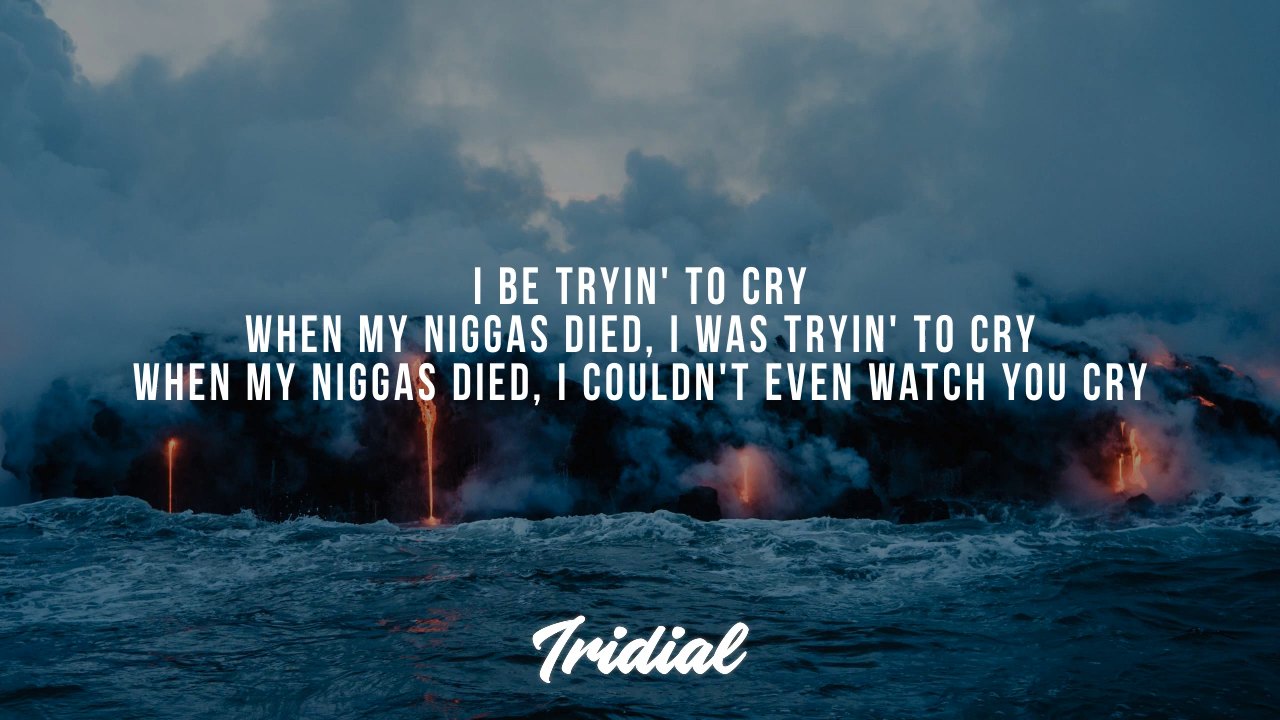 I BE TRYIN' TO CRY
WHEN MY NIGGAS DIED, I WAS TRYIN' TO CRY
WHEN MY NIGGAS DIED, I COULDN'T EVEN WATCH YOU CRY
Iridial